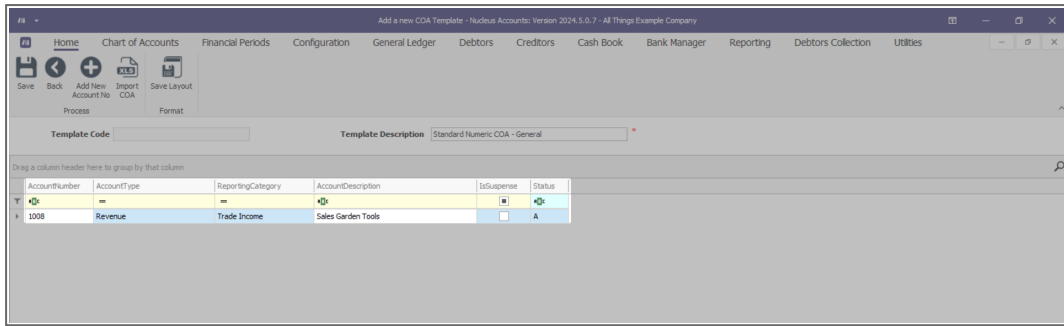 Add a new COA Template - Nucleus Accounts: Version 2024.5.0.7 - All Things Example Company
Home Chart of Accounts Financial Periods Configuration General Ledger Debtors Creditors Cash Book Bank Manager Reporting Debtors Collection Utilities
XLS
Save Back Add New Import Save Layout
Account No COA
Process Format
Template Code Template Description Standard Numeric COA - General *
Drag a column header here to group by that column
AccountNumber AccountType ReportingCategory AccountDescription IsSuspense Status
= =
1008 Revenue Trade Income Sales Garden Tools A